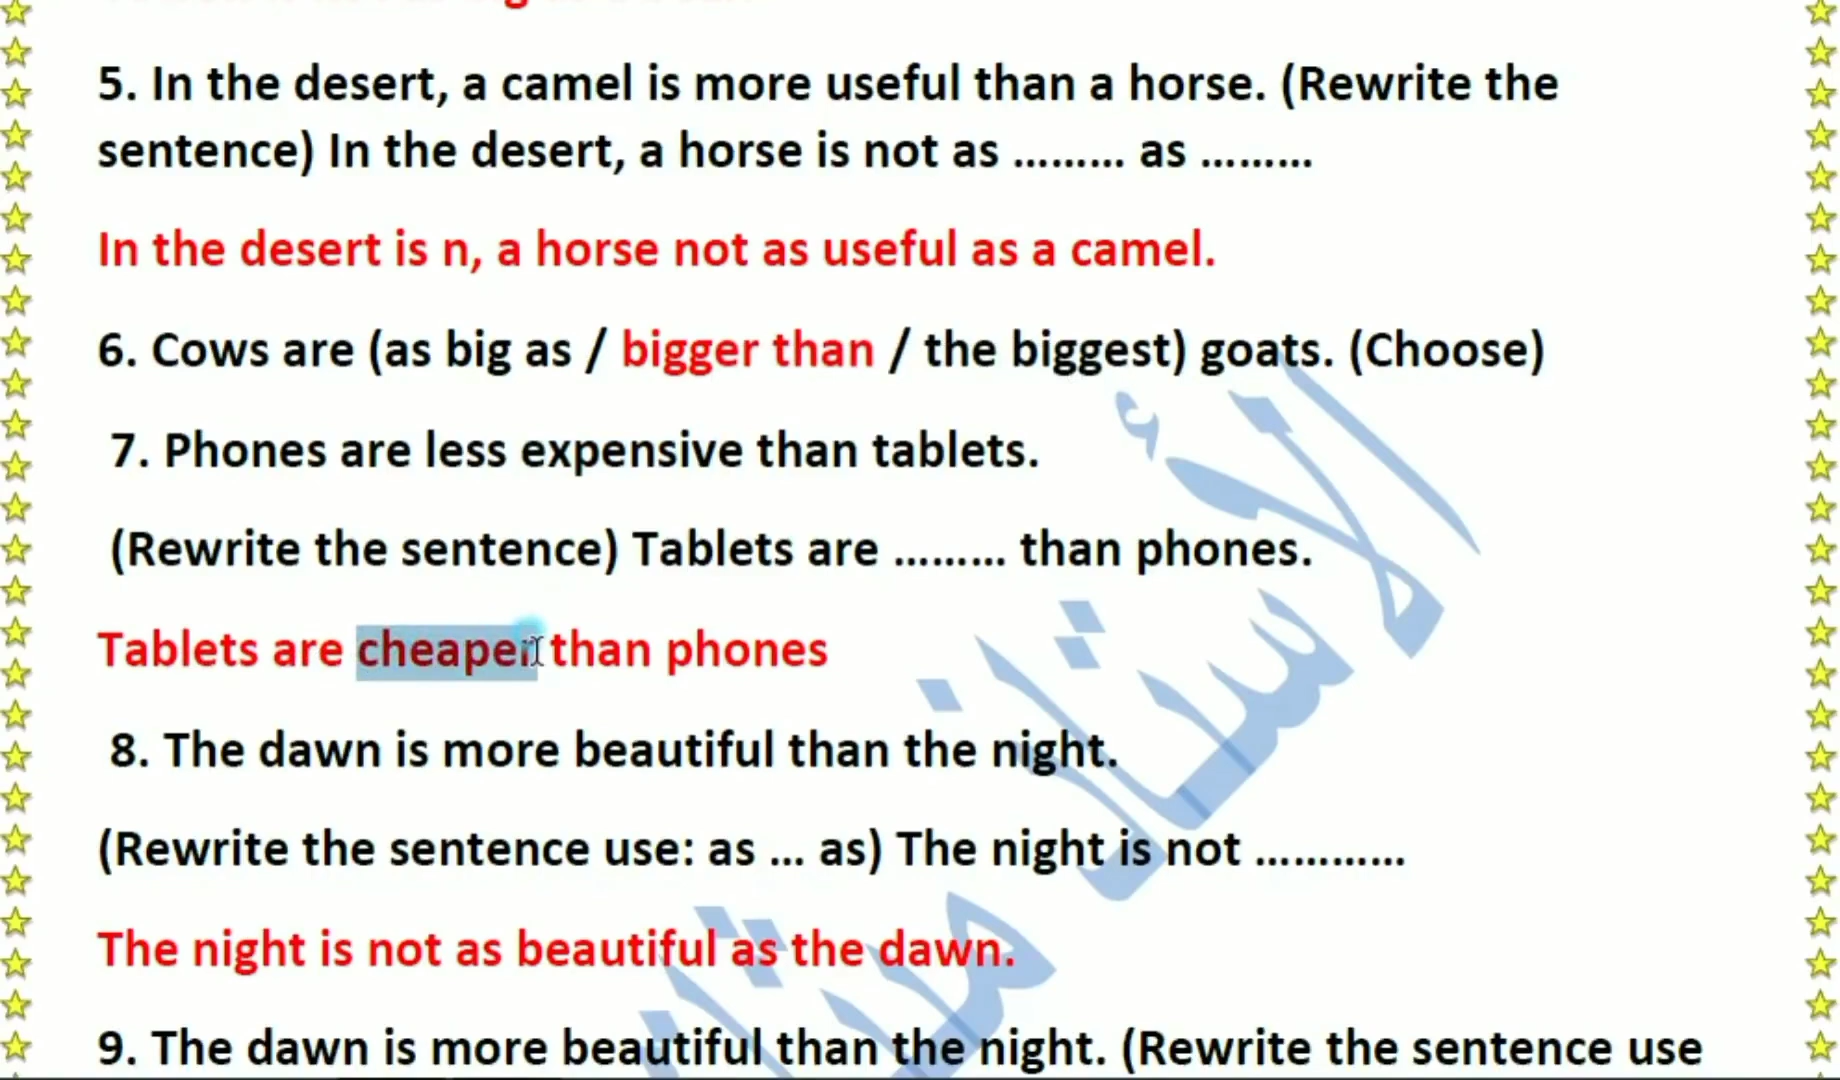 5. In the desert, a camel is more useful than a horse. (Rewrite the
sentence) In the desert, a horse is not as ……… as ………
In the desert is n, a horse not as useful as a camel.
6. Cows are (as big as / bigger than / the biggest) goats. (Choose)
7. Phones are less expensive than tablets.
(Rewrite the sentence) Tablets are ……… than phones.
Tablets are cheaper than phones
8. The dawn is more beautiful than the night.
(Rewrite the sentence use: as … as) The night is not …………
The night is not as beautiful as the dawn.
9. The dawn is more beautiful than the night. (Rewrite the sentence use
الأستاذ